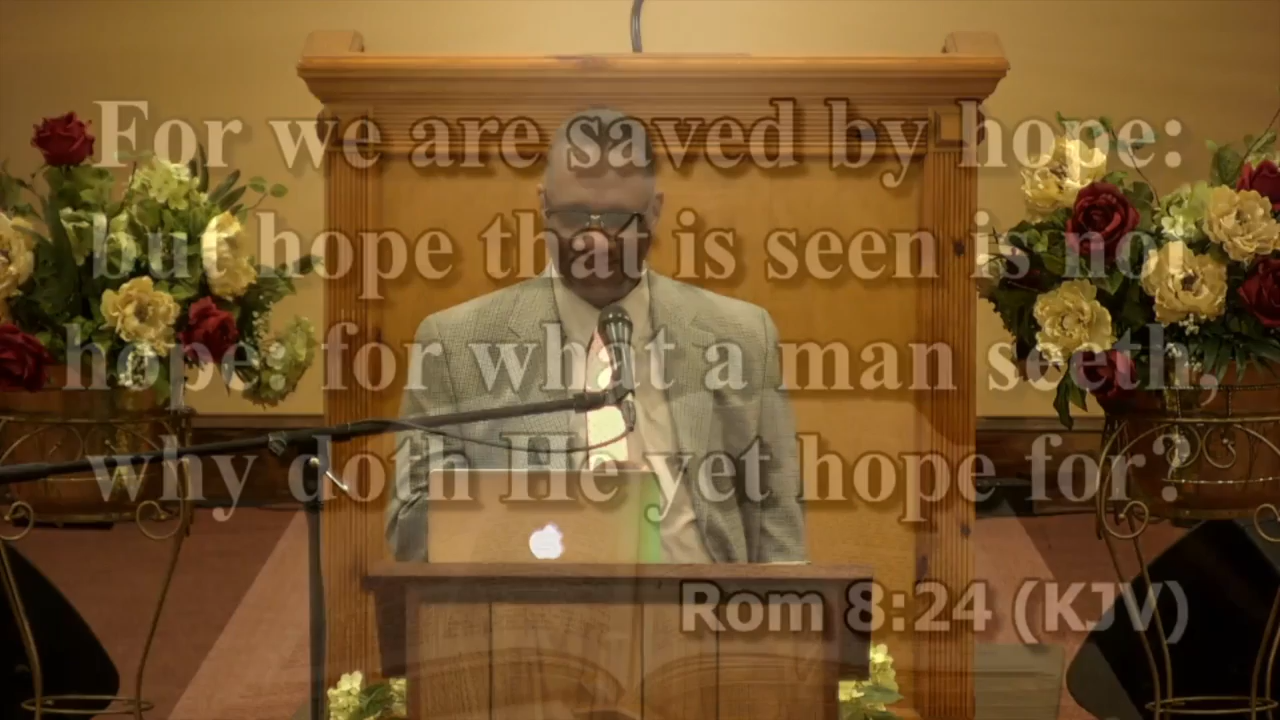 For we are saved by hope:
but hope that is seen is not
hope: for what a man seeth,
why doth He yet hope for?
Rom 8:24 (KJV)